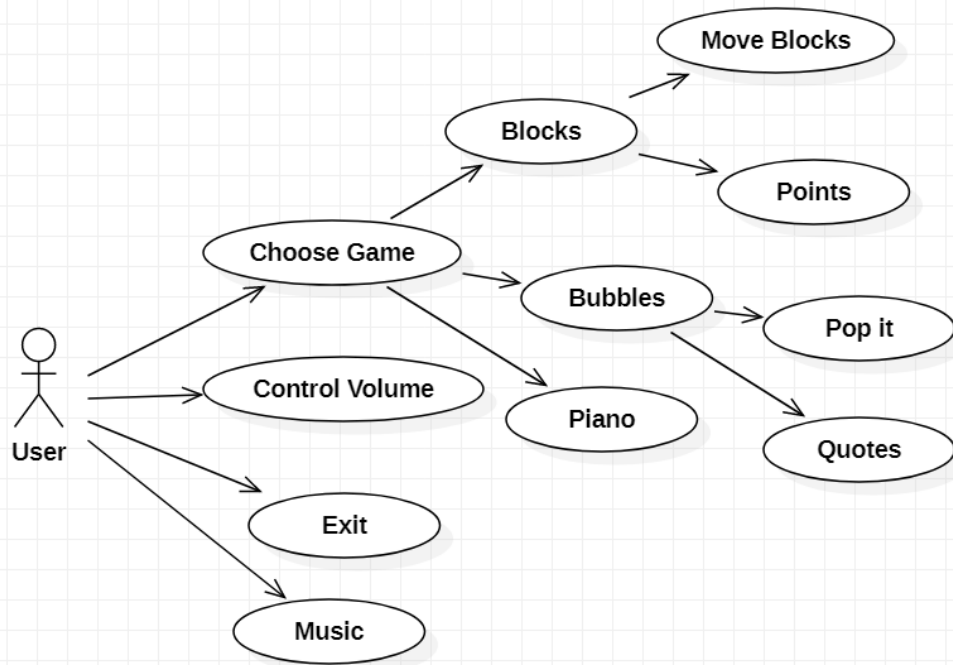 Move Blocks
Blocks
Points
Choose Game
Bubbles
Pop it
Control Volume
Piano
User
Quotes
Exit
Music